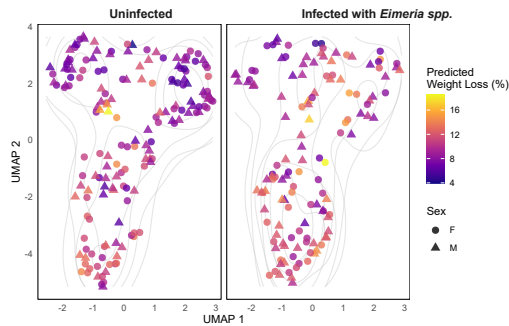 Uninfected
Infected with Eimeria spp.
4
2
0
-2
-4
UMAP 2
-2
-1
0
1
2
3
-2
-1
0
1
2
3
UMAP 1
Predicted
Weight Loss (%)
16
12
8
4
Sex
F
M